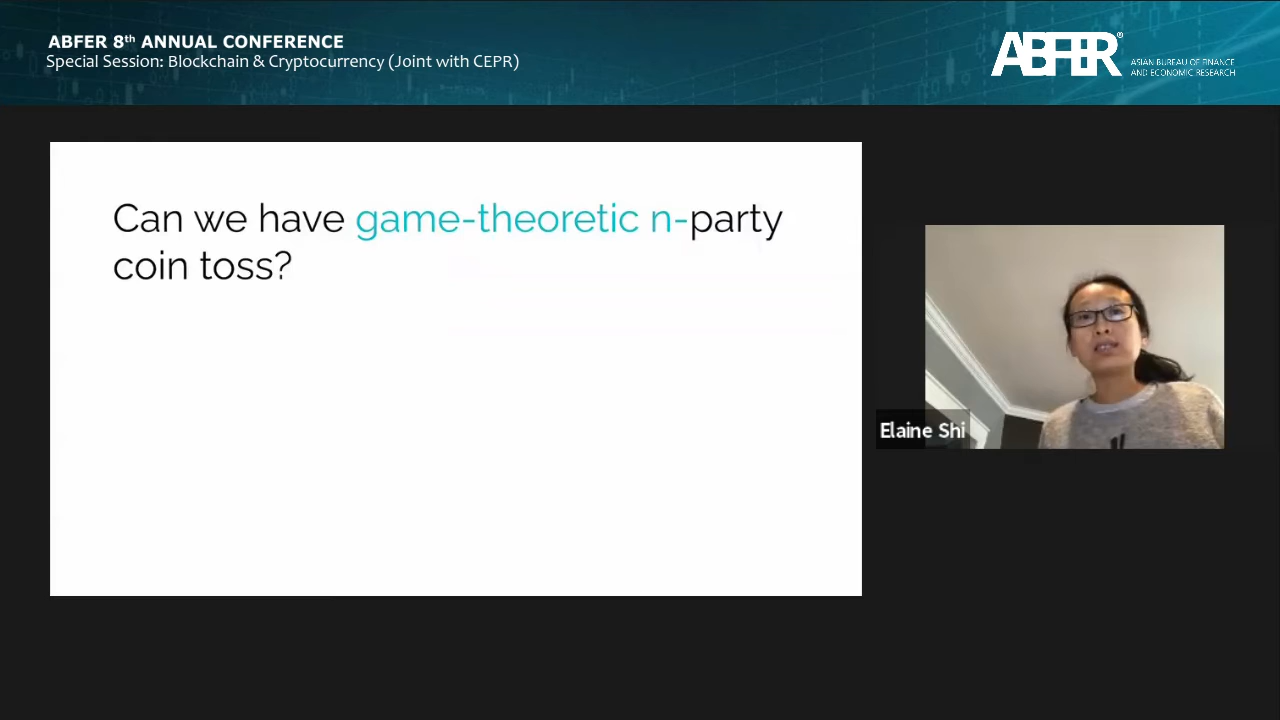 ABFER 8th ANNUAL CONFERENCE
Special Session: Blockchain & Cryptocurrency (Joint with CEPR)
ABFER®
ASIAN BUREAU OF FINANCE
AND ECONOMIC RESEARCH
Can we have game-theoretic n-party
coin toss?
Elaine Shi